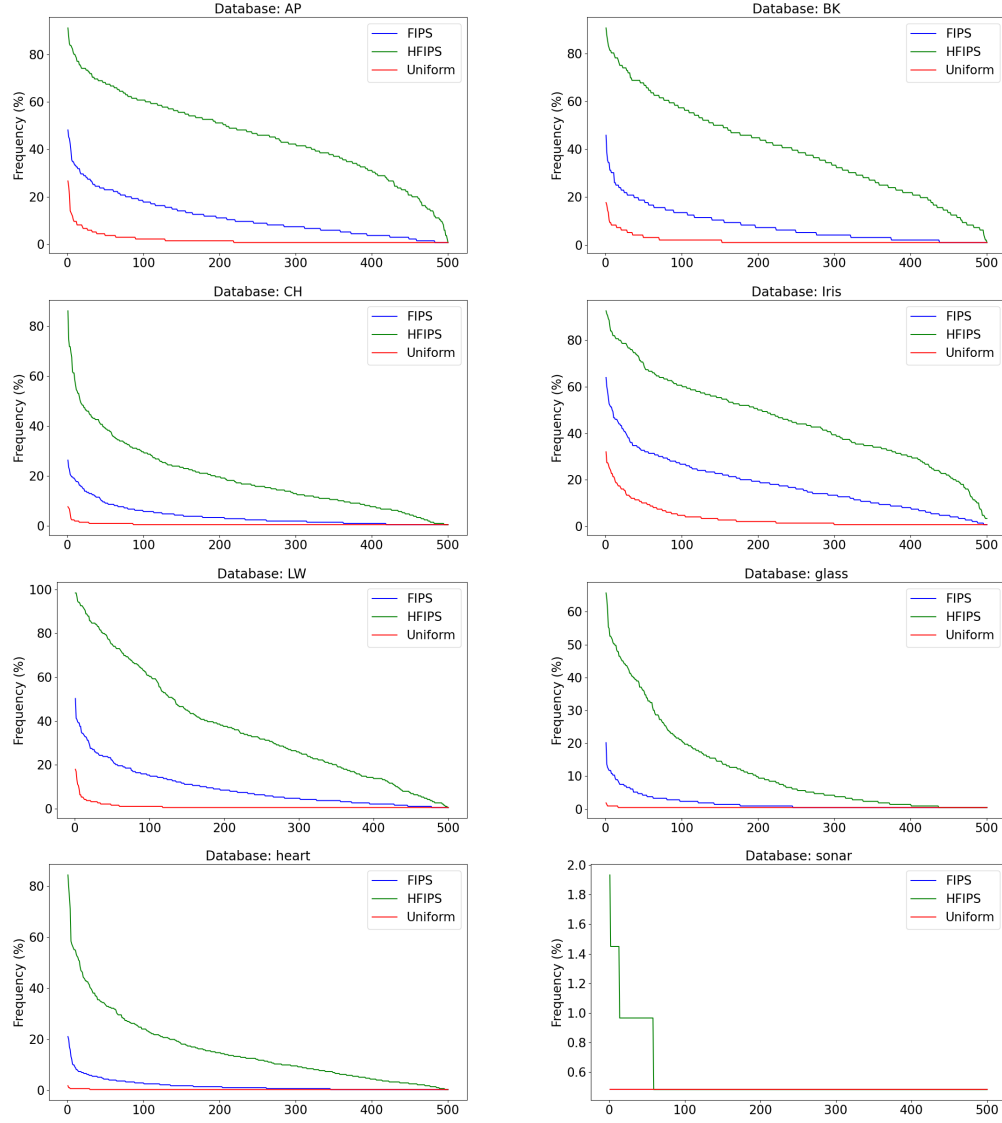 Database: AP
Frequency (%)
80
60
40
20
0
0 100 200 300 400 500
FIPS
HFIPS
Uniform
Database: BK
Frequency (%)
80
60
40
20
0
0 100 200 300 400 500
FIPS
HFIPS
Uniform
Database: CH
Frequency (%)
80
60
40
20
0
0 100 200 300 400 500
FIPS
HFIPS
Uniform
Database: Iris
Frequency (%)
80
60
40
20
0
0 100 200 300 400 500
FIPS
HFIPS
Uniform
Database: LW
Frequency (%)
100
80
60
40
20
0
0 100 200 300 400 500
FIPS
HFIPS
Uniform
Database: glass
Frequency (%)
60
50
40
30
20
10
0
0 100 200 300 400 500
FIPS
HFIPS
Uniform
Database: heart
Frequency (%)
80
60
40
20
0
0 100 200 300 400 500
FIPS
HFIPS
Uniform
Database: sonar
Frequency (%)
2.0
1.8
1.6
1.4
1.2
1.0
0.8
0.6
0 100 200 300 400 500
FIPS
HFIPS
Uniform